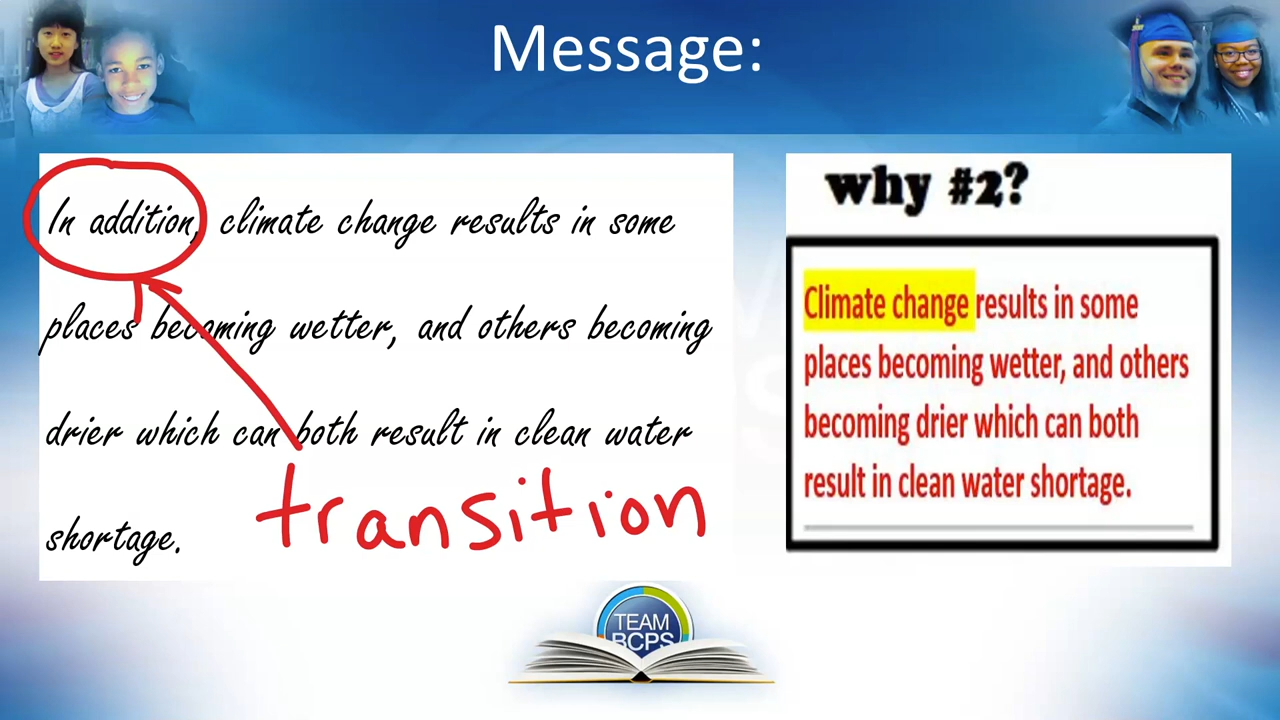 Message:
In addition, climate change results in some
places becoming wetter, and others becoming
drier which can both result in clean water
shortage.
transition
why #2?
Climate change results in some
places becoming wetter, and others
becoming drier which can both
result in clean water shortage.
TEAM
BCPS